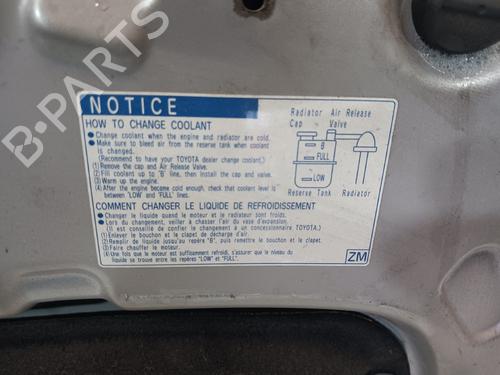 NOTICE
HOW TO CHANGE COOLANT
● Change coolant when the engine and radiator are cold.
● Make sure to bleed air from the reserve tank when coolant
is changed.
(Recommend to have your TOYOTA dealer change coolant.)
(1) Remove the cap and Air Release Valve.
(2) Fill coolant up to "B" line, then Install the cap and valve.
(3) Warm up the engine.
(4) After the engine became cold enough, check that coolant level is
between "LOW" and "FULL" lines.
Radiator Air Release
Cap Valve
B
FULL
LOW
Reserve Tank Radiator
COMMENT CHANGER LE LIQUIDE DE REFROIDISSEMENT
● Changer le liquide quand le moteur et le radiateur sont froids.
● Lors du changement, veiller à chasser l'air du vase d'expansion.
(Il est conseillé de confier le changement à un concessionnaire TOYOTA.)
(1) Enlever le bouchon et le clapet de décharge d'air.
(2) Remplir de liquide jusqu'au repère "B", puis remettre le bouchon et le clapet.
(3) Faire chauffer le moteur.
(4) Une fois que le moteur est suffisamment refroidi, s'assurer que le niveau du
liquide se trouve entre les repères "LOW" et "FULL".
ZM
B-PARTS